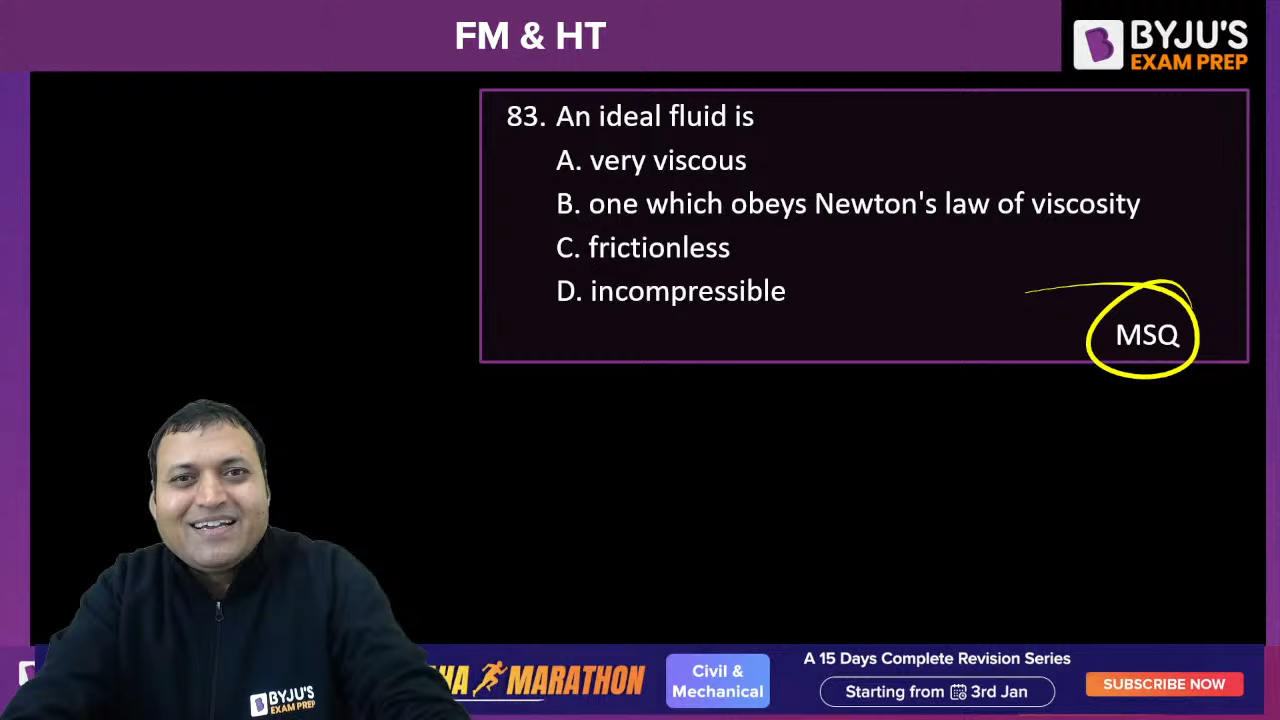 FM & HT
BYJU'S
EXAM PREP
83. An ideal fluid is
A. very viscous
B. one which obeys Newton's law of viscosity
C. frictionless
D. incompressible
MSQ
BYJU'S
EXAM PREP
MARATHON
Civil &
Mechanical
A 15 Days Complete Revision Series
Starting from 3rd Jan
SUBSCRIBE NOW